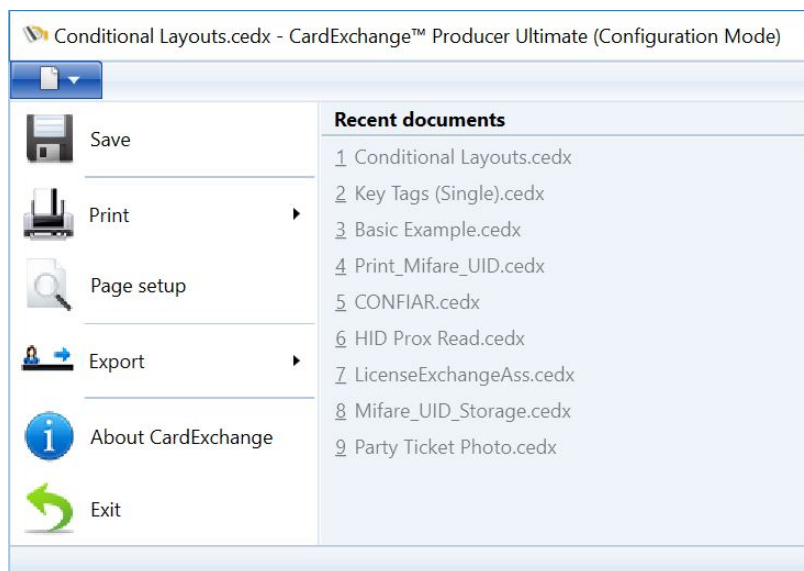 Conditional Layouts.cedx - CardExchange™ Producer Ultimate (Configuration Mode)
Save
Print
Page setup
Export
About CardExchange
Exit
Recent documents
1 Conditional Layouts.cedx
2 Key Tags (Single).cedx
3 Basic Example.cedx
4 Print_Mifare_UID.cedx
5 CONFIAR.cedx
6 HID Prox Read.cedx
7 LicenseExchangeAss.cedx
8 Mifare_UID_Storage.cedx
9 Party Ticket Photo.cedx